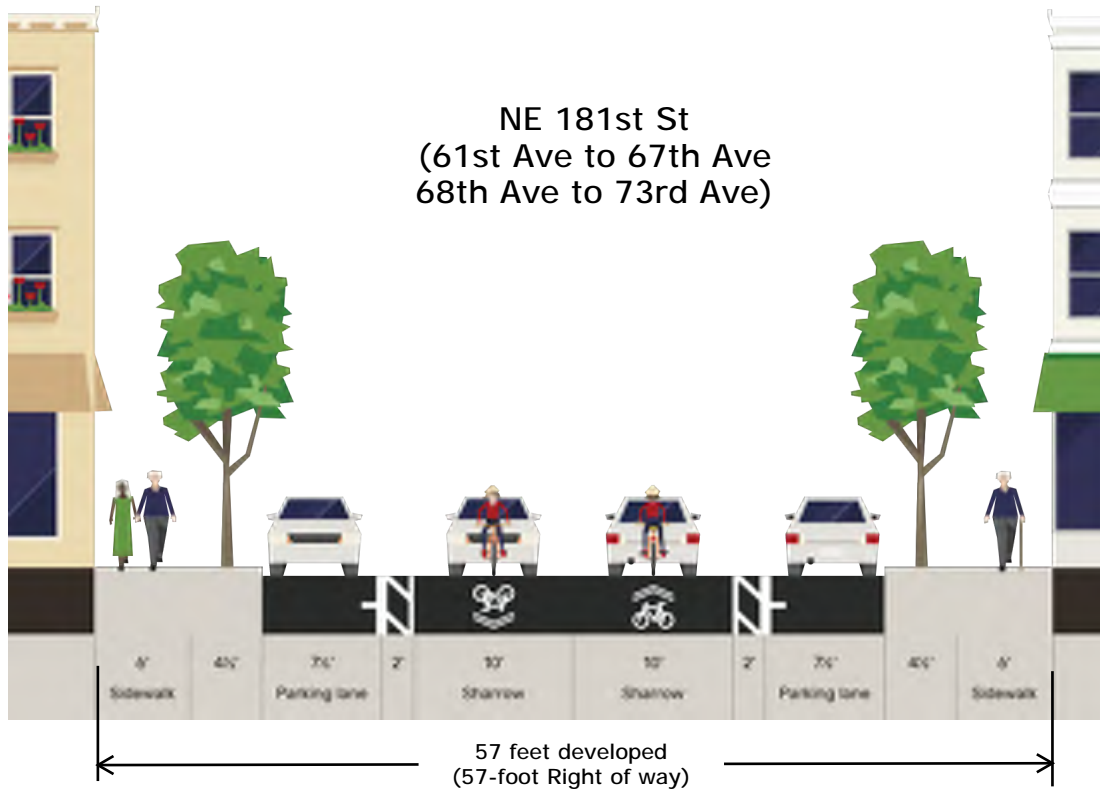 NE 181st St
(61st Ave to 67th Ave
68th Ave to 73rd Ave)
6' 4½' 7½' 2' 10' 10' 2' 7½' 4½' 6'
Sidewalk Parking lane Sharrow Sharrow Parking lane Sidewalk
57 feet developed
(57-foot Right of way)